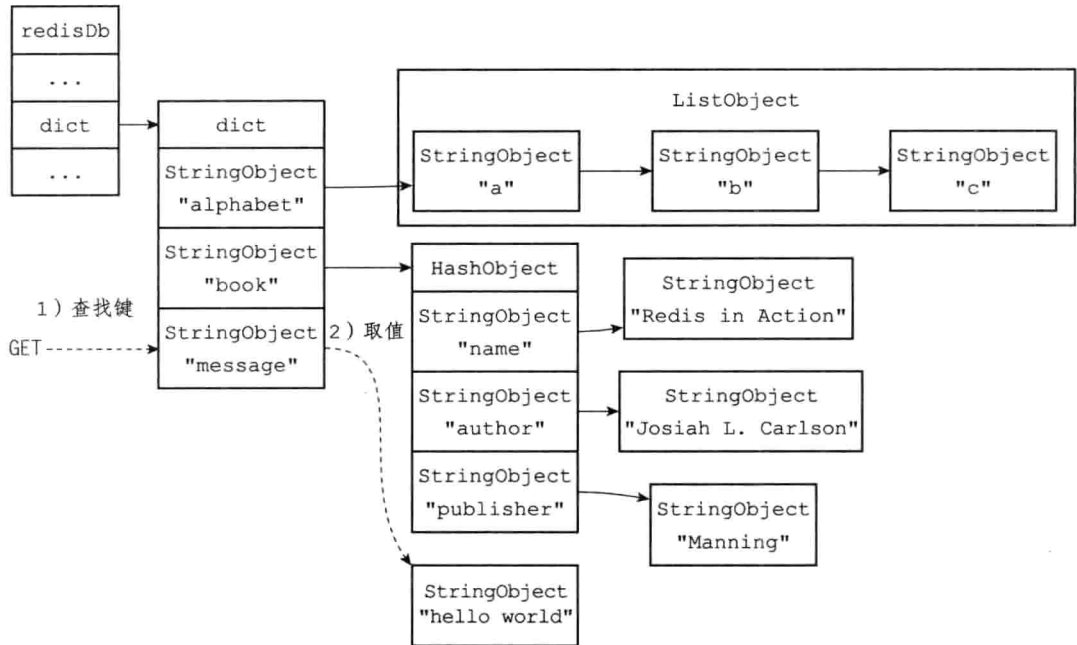 redisDb
...
dict
...
dict
StringObject
"alphabet"
StringObject
"book"
StringObject
"message"
1）查找键
GET
2）取值
ListObject
StringObject
"a"
StringObject
"b"
StringObject
"c"
HashObject
StringObject
"name"
StringObject
"author"
StringObject
"publisher"
StringObject
"Redis in Action"
StringObject
"Josiah L. Carlson"
StringObject
"Manning"
StringObject
"hello world"